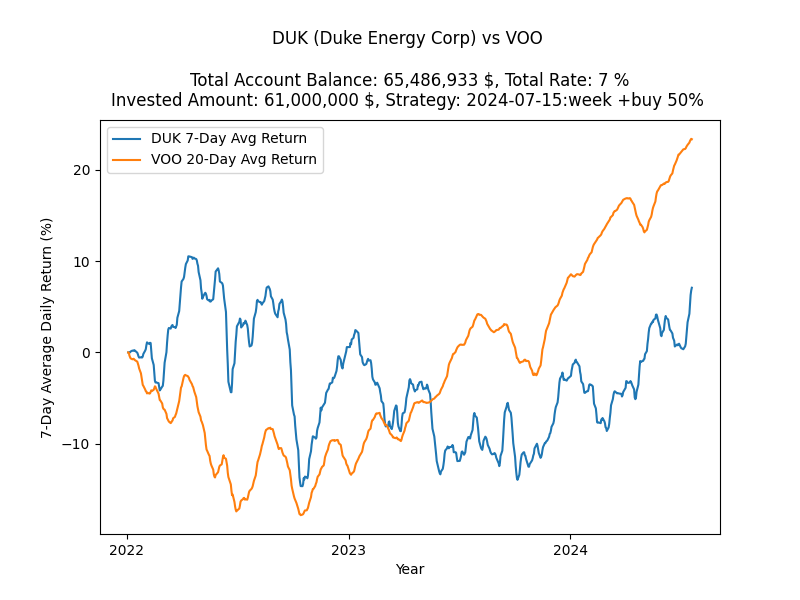 DUK (Duke Energy Corp) vs VOO
Total Account Balance: 65,486,933 $, Total Rate: 7 %
Invested Amount: 61,000,000 $, Strategy: 2024-07-15:week +buy 50%
DUK 7-Day Avg Return
VOO 20-Day Avg Return
7-Day Average Daily Return (%)
20
10
0
−10
2022
2023
2024
Year